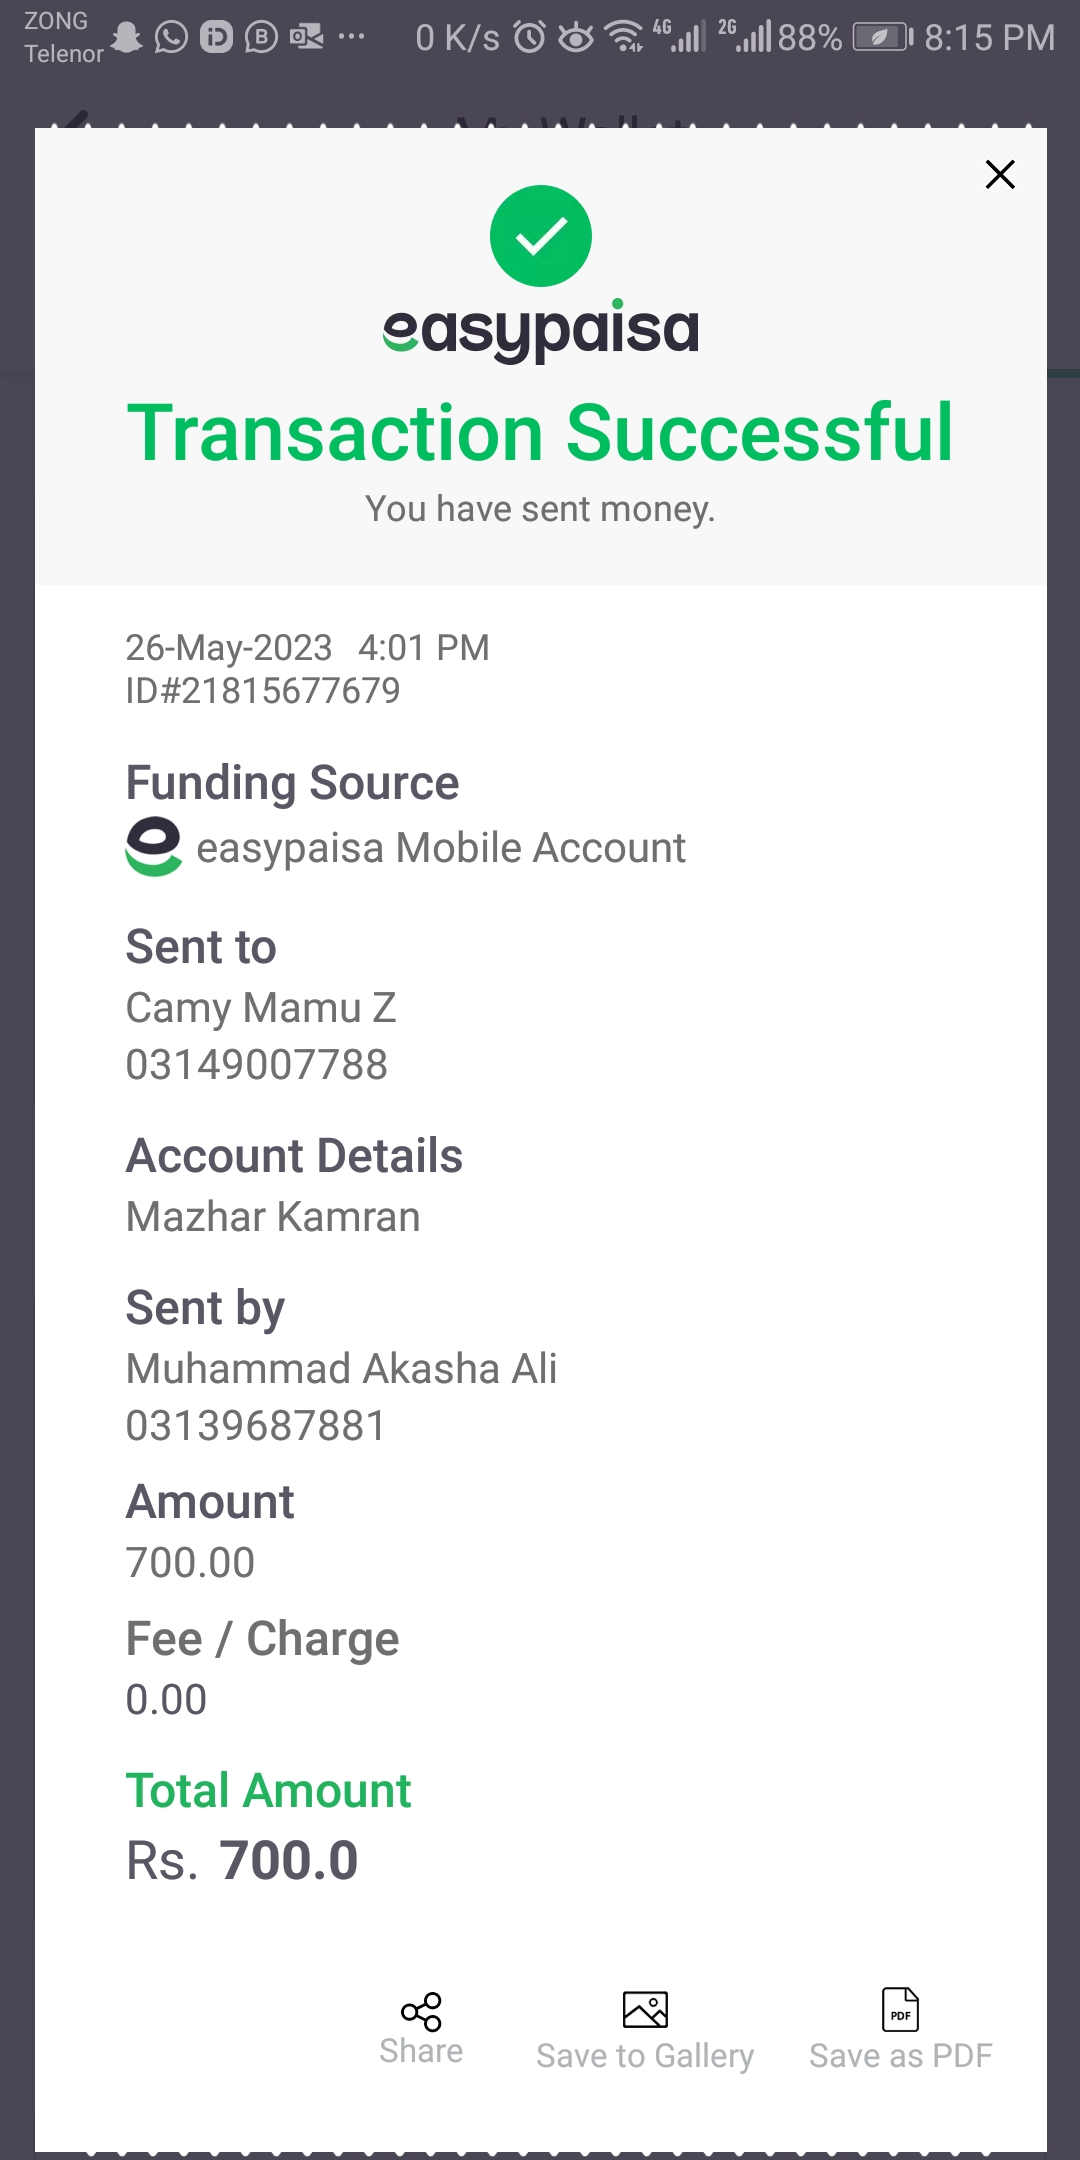 ZONG
Telenor
0 K/s 4G 2G 88% 8:15 PM
easypaisa
Transaction Successful
You have sent money.
26-May-2023 4:01 PM
ID#21815677679
Funding Source
easypaisa Mobile Account
Sent to
Camy Mamu Z
03149007788
Account Details
Mazhar Kamran
Sent by
Muhammad Akasha Ali
03139687881
Amount
700.00
Fee / Charge
0.00
Total Amount
Rs. 700.0
PDF
Share
Save to Gallery
Save as PDF